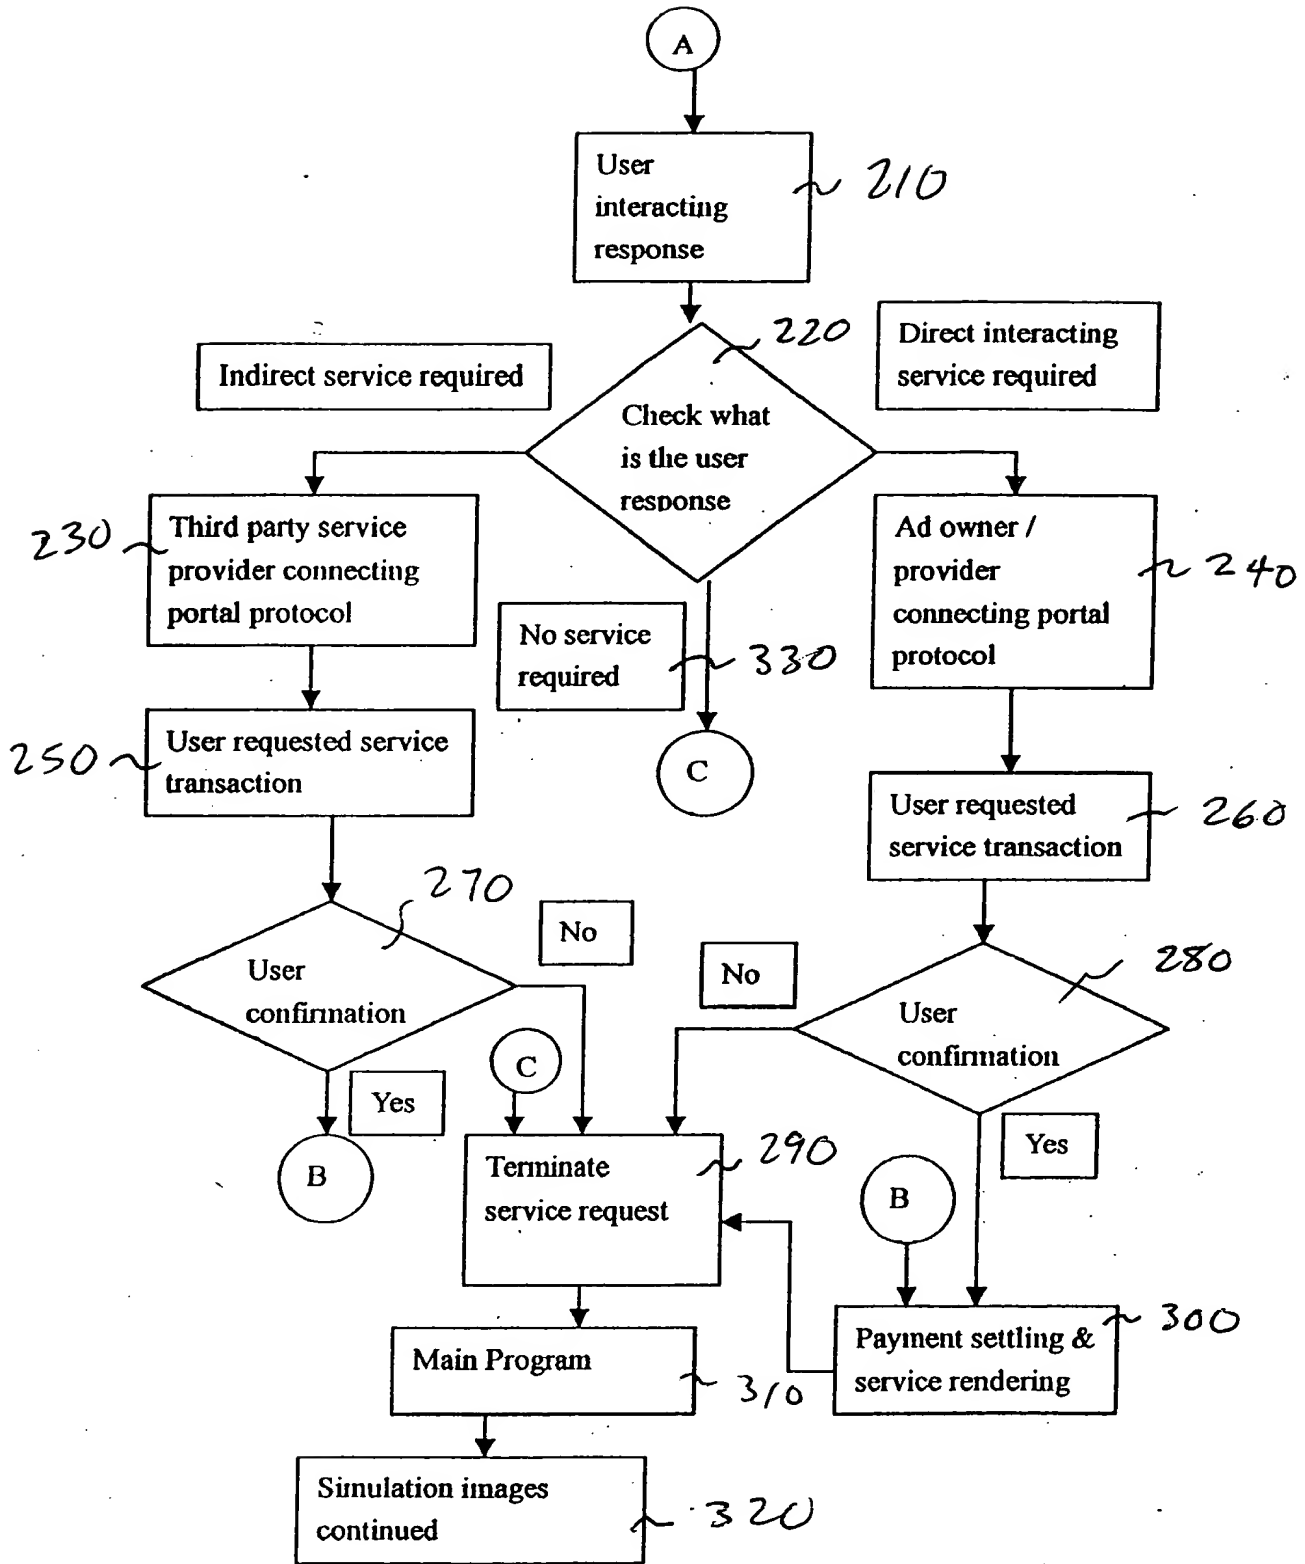 A
User
interacting
response
210
220
Direct interacting
service required
Indirect service required
Check what
is the user
response
230
Third party service
provider connecting
portal protocol
Ad owner /
provider
connecting portal
protocol
240
No service
required
330
250
User requested service
transaction
C
User requested
service transaction
260
270
No
No
280
User
confirmation
User
confirmation
C
Yes
Yes
B
Terminate
service request
290
B
Payment settling &
service rendering
300
Main Program
310
Simulation images
continued
320